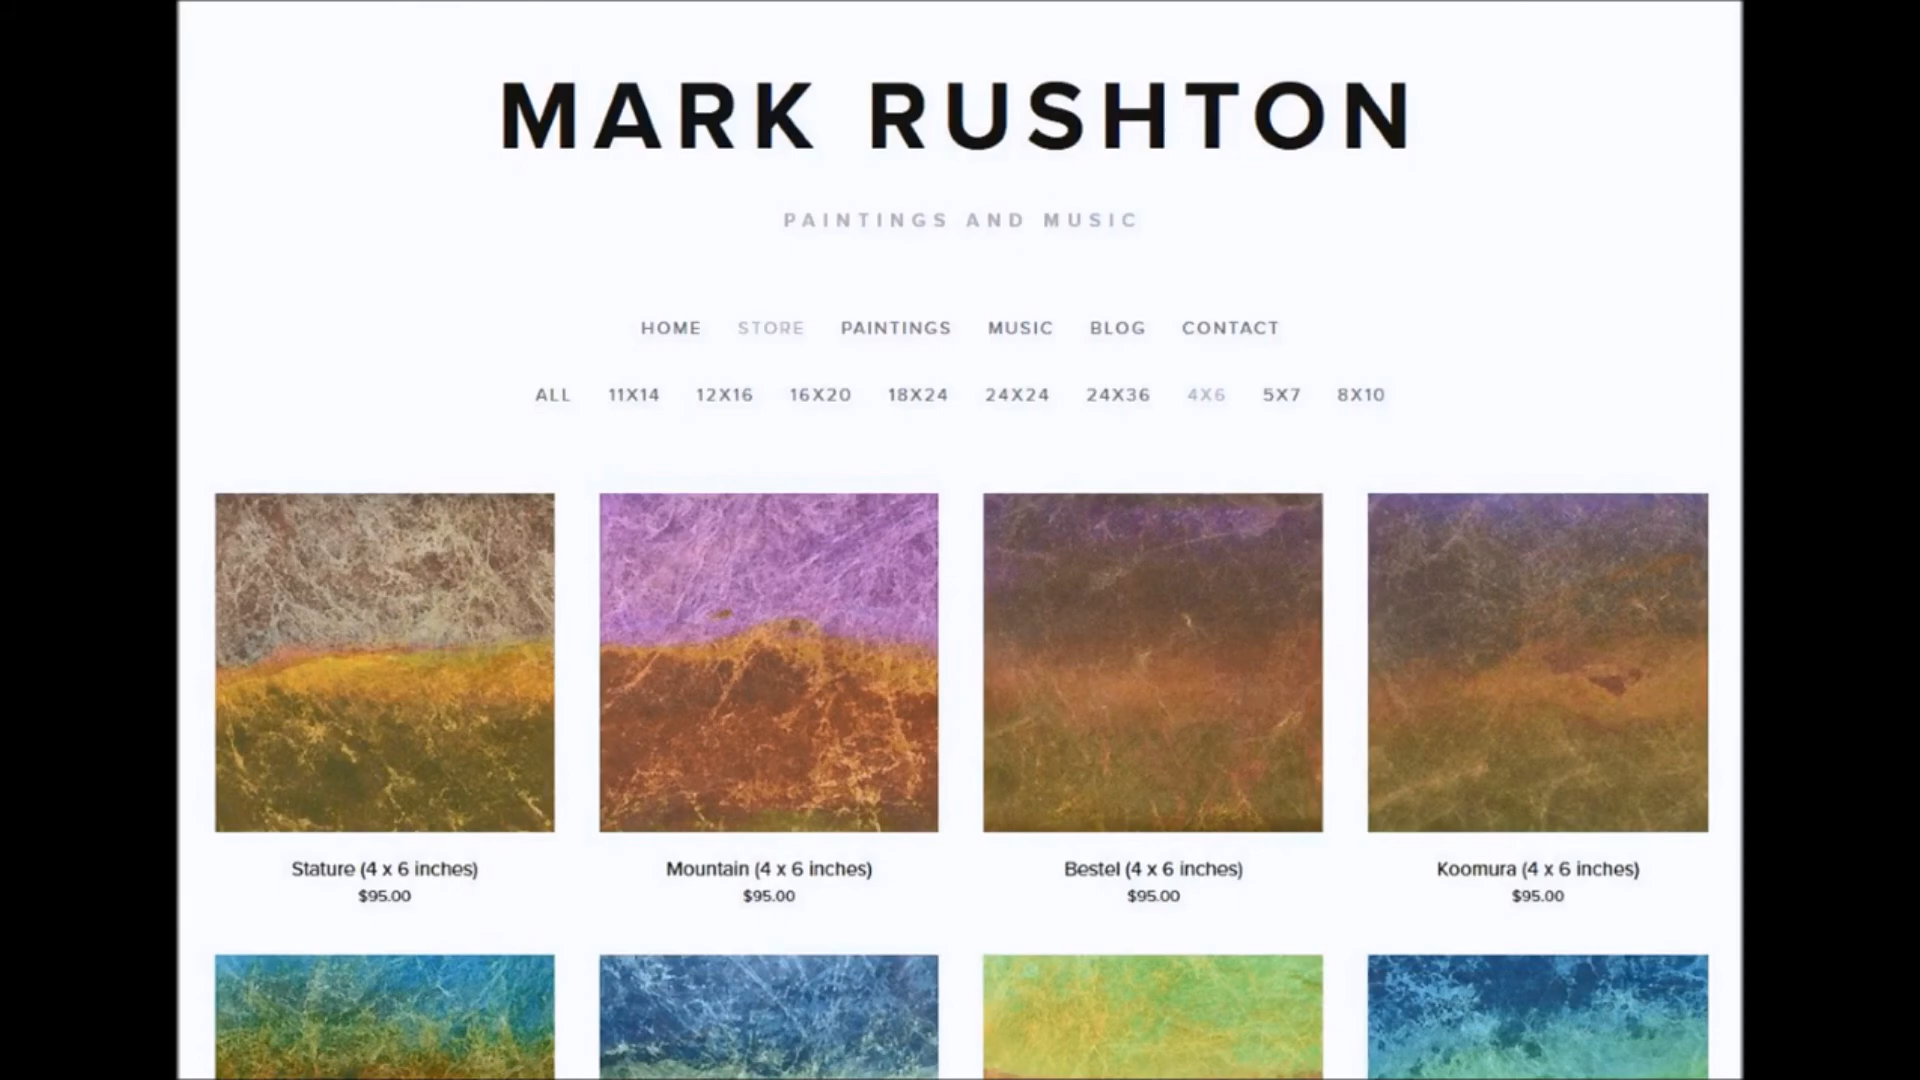 MARK RUSHTON
PAINTINGS AND MUSIC
HOME STORE PAINTINGS MUSIC BLOG CONTACT
ALL 11X14 12X16 16X20 18X24 24X24 24X36 4X6 5X7 8X10
Stature (4 x 6 inches) Mountain (4 x 6 inches) Bestel (4 x 6 inches) Koomura (4 x 6 inches)
$95.00 $95.00 $95.00 $95.00